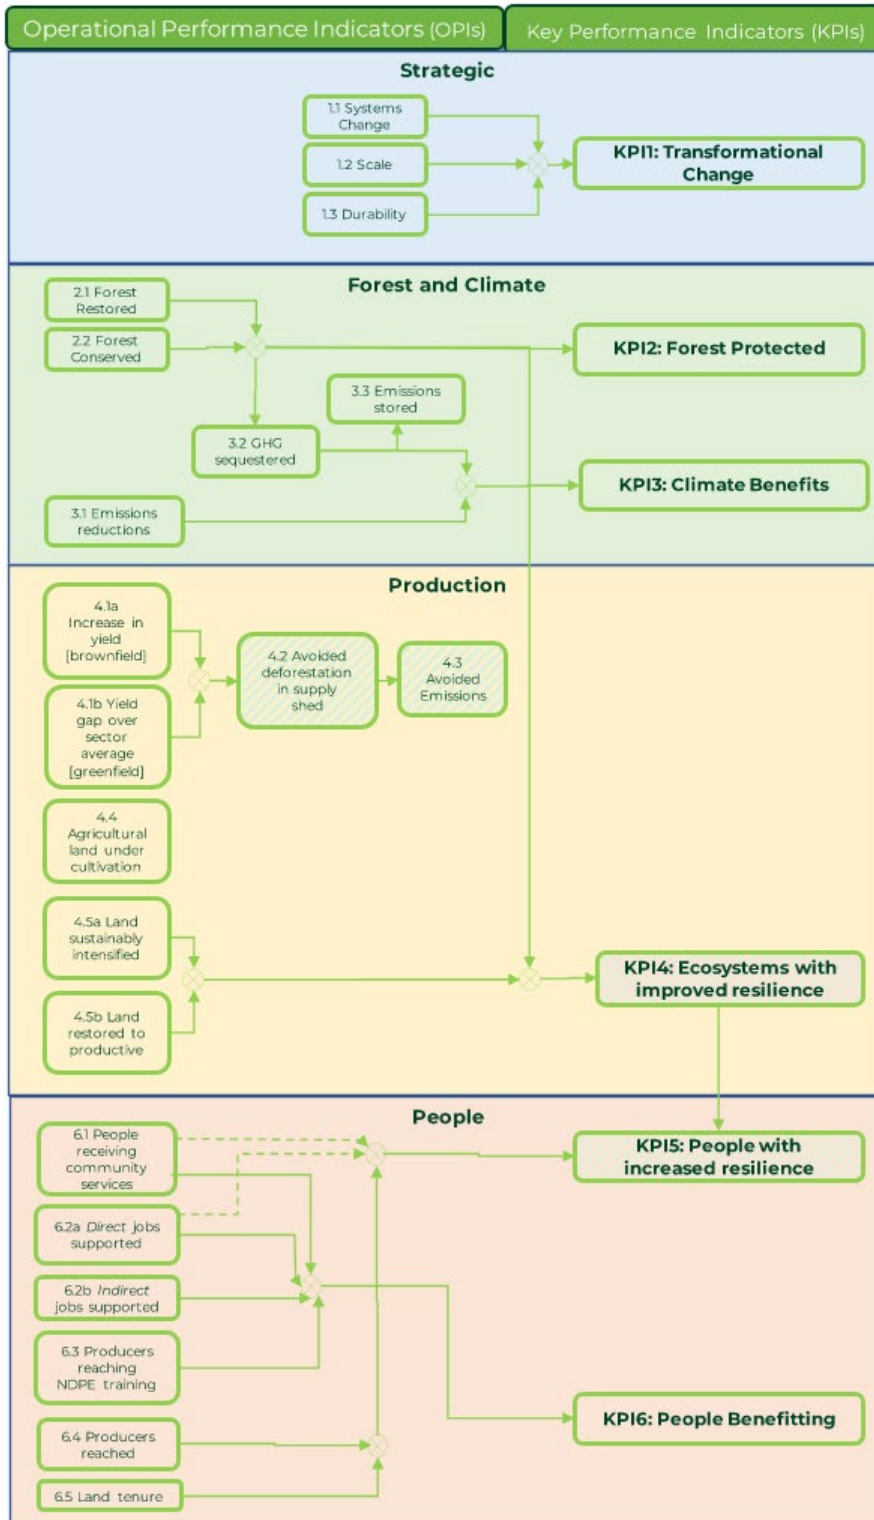 Operational Performance Indicators (OPIs)
Key Performance Indicators (KPIs)
Strategic
1.1 Systems
Change
1.2 Scale
1.3 Durability
KPI1: Transformational
Change
Forest and Climate
2.1 Forest
Restored
2.2 Forest
Conserved
KPI2: Forest Protected
3.3 Emissions
stored
3.2 GHG
sequestered
KPI3: Climate Benefits
3.1 Emissions
reductions
Production
4.1a
Increase in
yield
[brownfield]
4.2 Avoided
deforestation
in supply
shed
4.3
Avoided
Emissions
4.1b Yield
gap over
sector
average
[greenfield]
4.4
Agricultural
land under
cultivation
4.5a Land
sustainably
intensified
4.5b Land
restored to
productive
KPI4: Ecosystems with
improved resilience
People
6.1 People
receiving
community
services
KPI5: People with
increased resilience
6.2a Direct jobs
supported
6.2b Indirect
jobs supported
6.3 Producers
reaching
NDPE training
6.4 Producers
reached
6.5 Land tenure
KPI6: People Benefitting